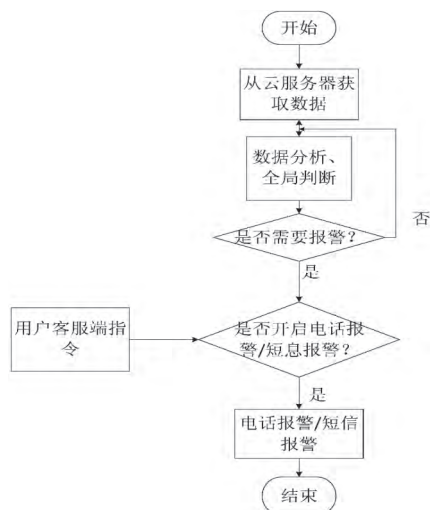 开始
从云服务器获
取数据
数据分析、
全局判断
否
是否需要报警？
是
用户客服端指
令
是否开启电话报
警/短息报警？
是
电话报警/短信
报警
结束